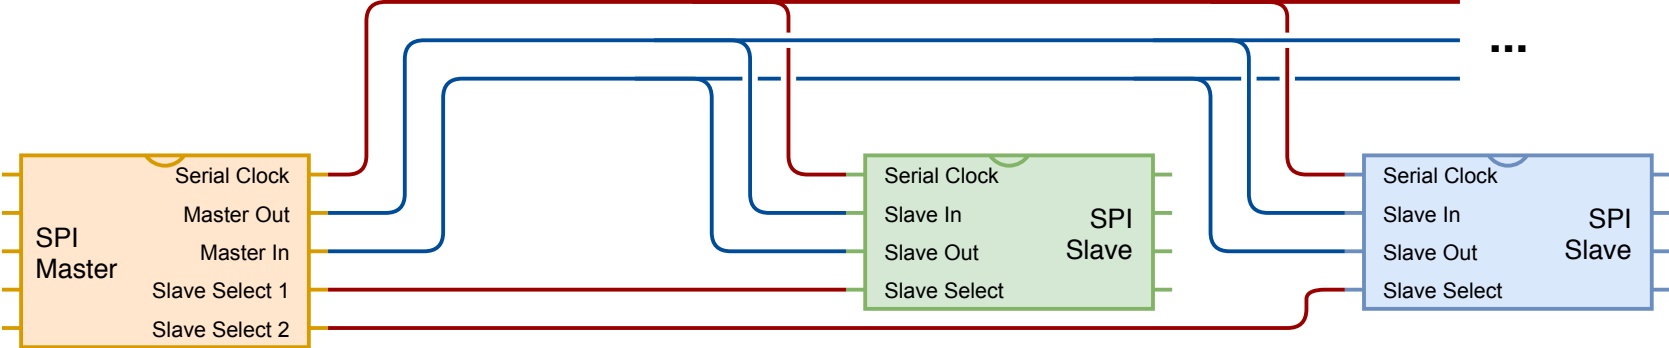 ...
SPI
Master
Serial Clock
Master Out
Master In
Slave Select 1
Slave Select 2
Serial Clock
Slave In
Slave Out
Slave Select
SPI
Slave
Serial Clock
Slave In
Slave Out
Slave Select
SPI
Slave